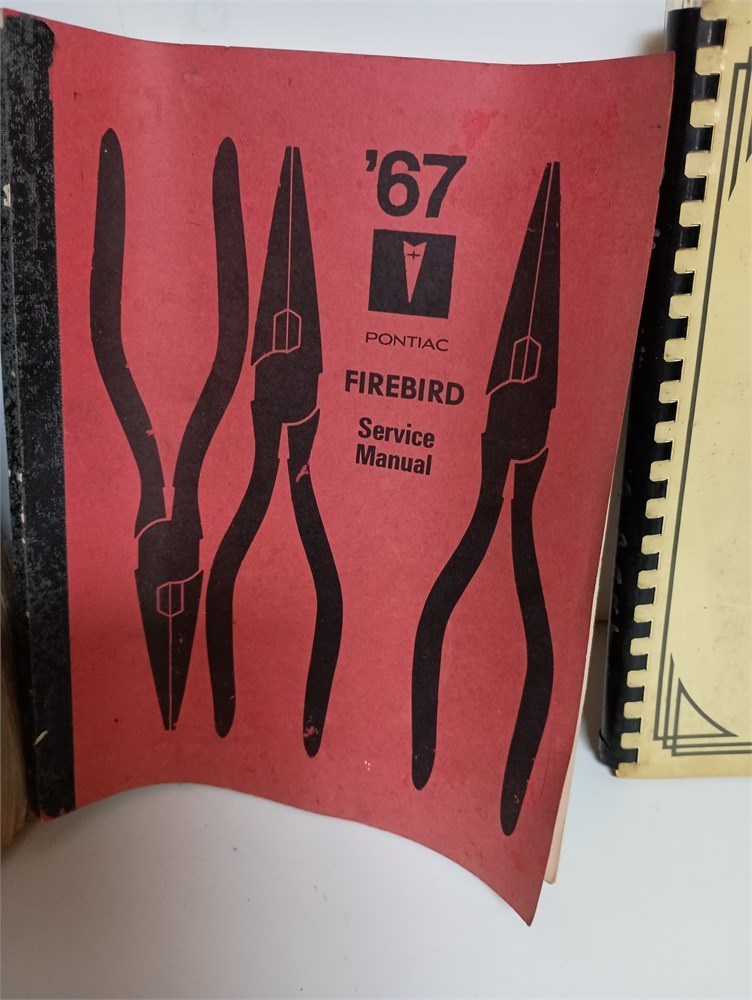 '67
PONTIAC
FIREBIRD
Service
Manual